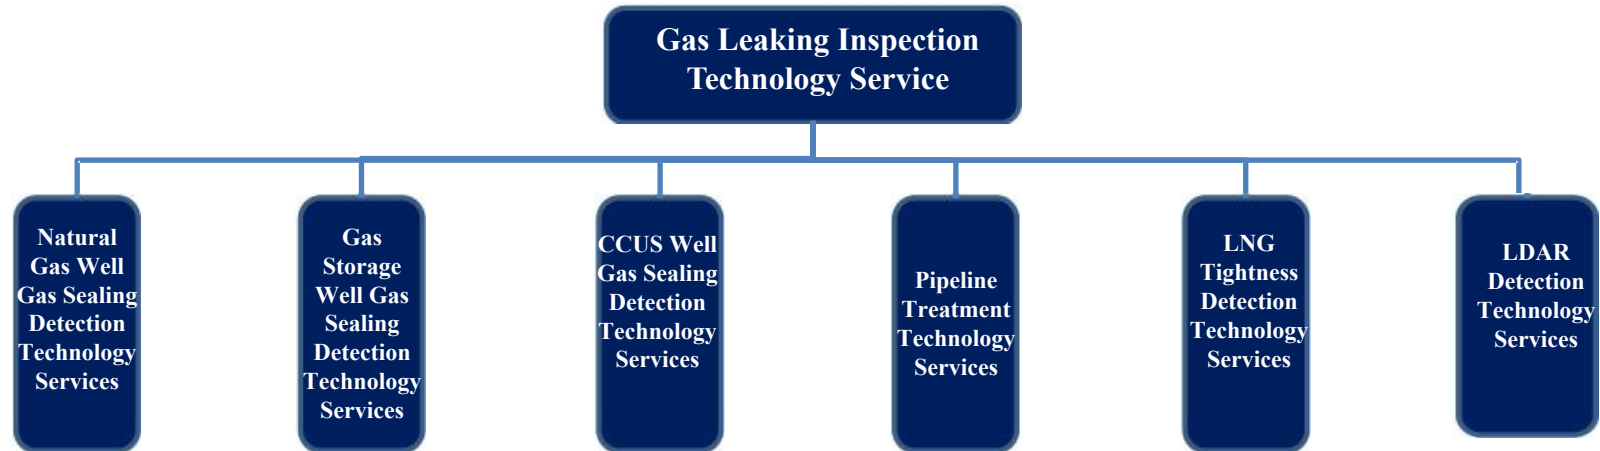 Gas Leaking Inspection
Technology Service
Natural
Gas Well
Gas Sealing
Detection
Technology
Services
Gas
Storage
Well Gas
Sealing
Detection
Technology
Services
CCUS Well
Gas Sealing
Detection
Technology
Services
Pipeline
Treatment
Technology
Services
LNG
Tightness
Detection
Technology
Services
LDAR
Detection
Technology
Services